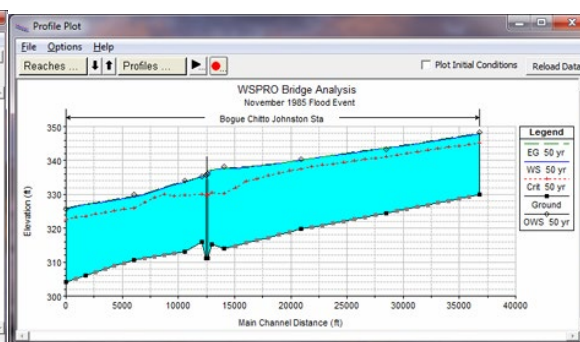 Profile Plot
File Options Help
Reaches ... Profiles ... Plot Initial Conditions Reload Data
WSPRO Bridge Analysis
November 1985 Flood Event
Bogue Chitto Johnston Sta
350
340
330
320
310
300
Elevation (ft)
0 5000 10000 15000 20000 25000 30000 35000 40000
Main Channel Distance (ft)
Legend
EG 50 yr
WS 50 yr
Crit 50 yr
Ground
OWS 50 yr